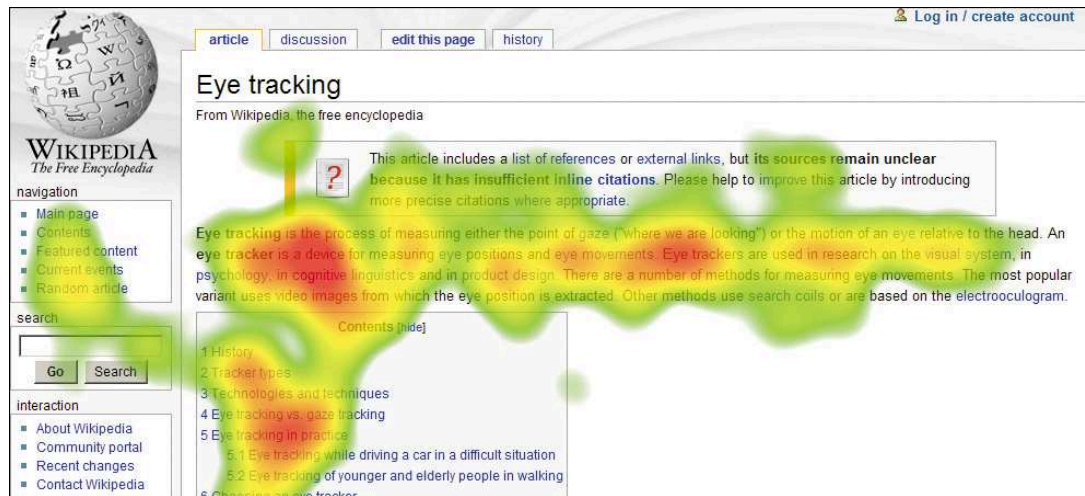 Log in / create account
article discussion edit this page history
Eye tracking
From Wikipedia, the free encyclopedia
WIKIPEDIA
The Free Encyclopedia
This article includes a list of references or external links, but its sources remain unclear
because it has insufficient inline citations. Please help to improve this article by introducing
more precise citations where appropriate.
navigation
Main page
Contents
Featured content
Current events
Random article
search
Go Search
interaction
About Wikipedia
Community portal
Recent changes
Contact Wikipedia
Eye tracking is the process of measuring either the point of gaze ("where we are looking") or the motion of an eye relative to the head. An
eye tracker is a device for measuring eye positions and eye movements. Eye trackers are used in research on the visual system, in
psychology, in cognitive linguistics and in product design. There are a number of methods for measuring eye movements. The most popular
variant uses video images from which the eye position is extracted. Other methods use search coils or are based on the electrooculogram.
Contents [hide]
1 History
2 Tracker types
3 Technologies and techniques
4 Eye tracking vs. gaze tracking
5 Eye tracking in practice
5.1 Eye tracking while driving a car in a difficult situation
5.2 Eye tracking of younger and elderly people in walking
6 Choosing an eye tracker